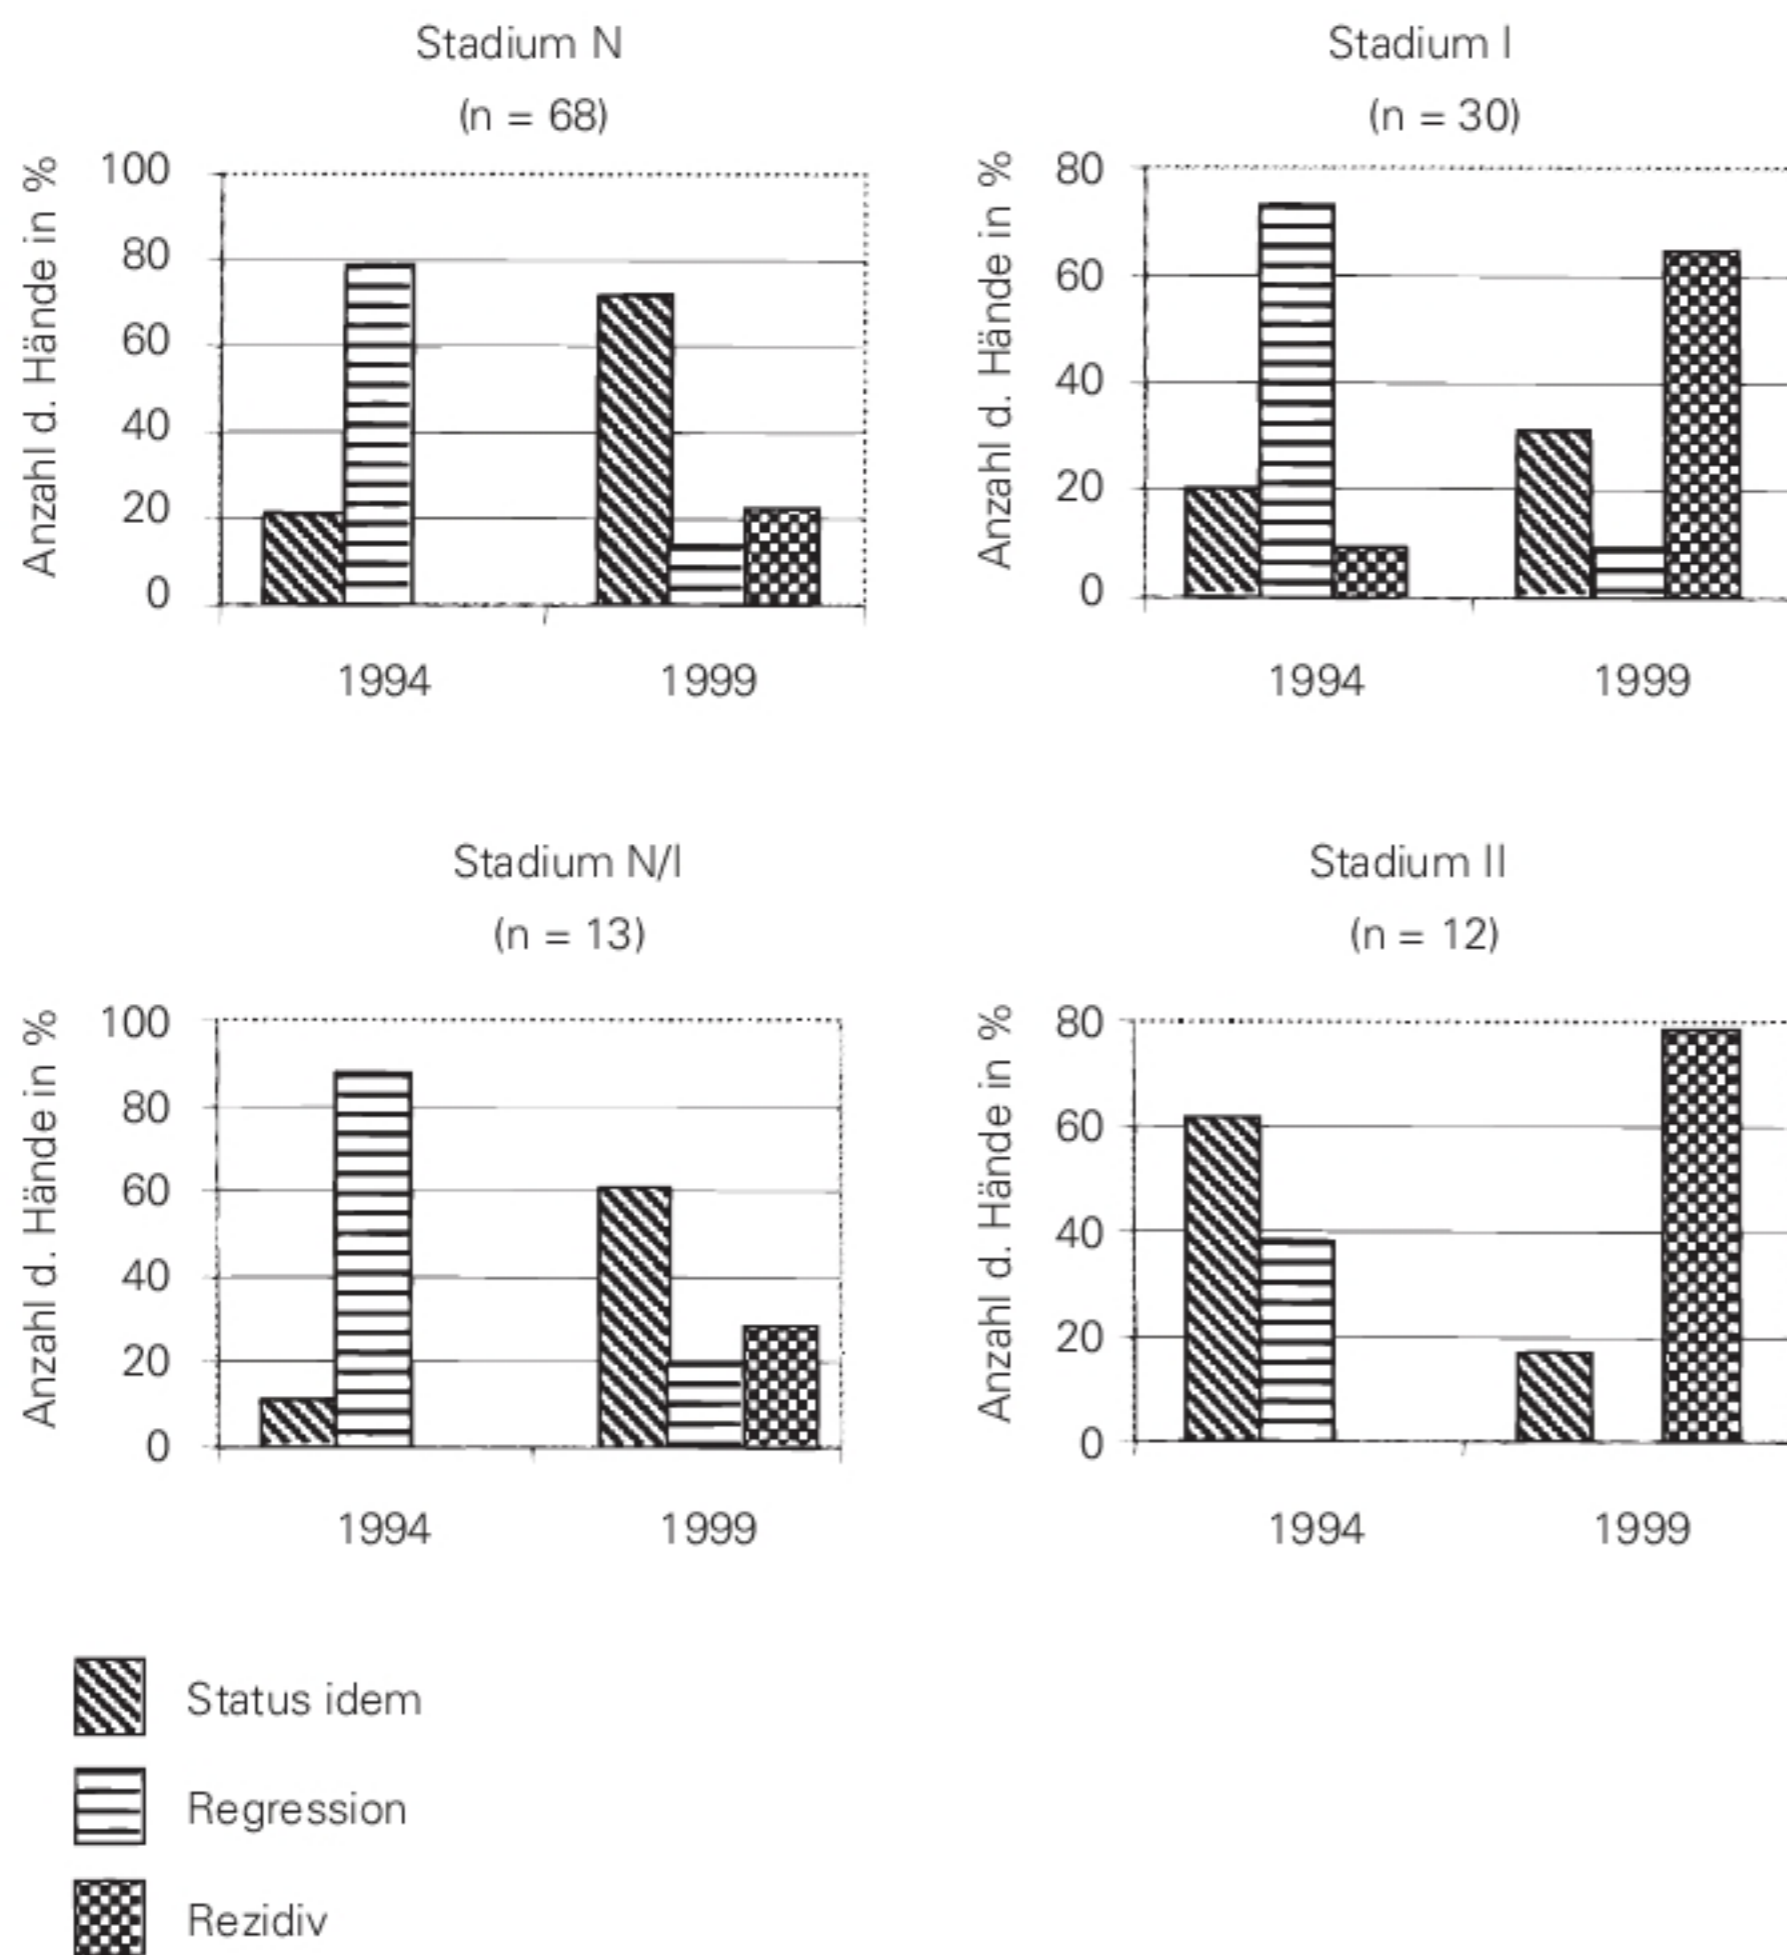 Stadium N
(n = 68)
Anzahl d. Hände in %
100
80
60
40
20
0
1994 1999
Stadium I
(n = 30)
Anzahl d. Hände in %
80
60
40
20
0
1994 1999
Stadium N/I
(n = 13)
Anzahl d. Hände in %
100
80
60
40
20
0
1994 1999
Stadium II
(n = 12)
Anzahl d. Hände in %
80
60
40
20
0
1994 1999
Status idem
Regression
Rezidiv